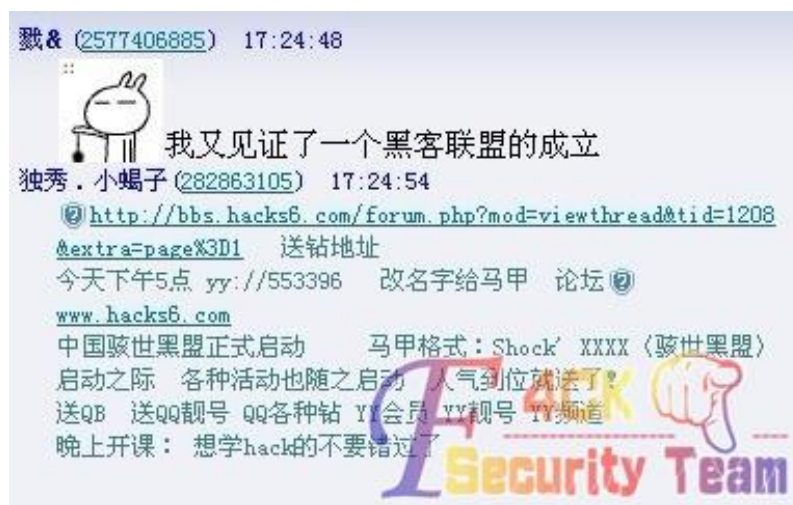 戮& (2577406885) 17:24:48
我又见证了一个黑客联盟的成立
独秀．小蝎子(282863105) 17:24:54
http://bbs.hacks6.com/forum.php?mod=viewthread&tid=1208
&extra=page%3D1 送钻地址
今天下午5点 yy://553396 改名字给马甲 论坛
www.hacks6.com
中国骇世黑盟正式启动 马甲格式：Shock′ XXXX（骇世黑盟）
启动之际 各种活动也随之启动 人气到位就送了！
送QB 送QQ靓号 QQ各种钻 YY会员 YY靓号 YY频道
晚上开课： 想学hack的不要错过了
F4CK
Security Team